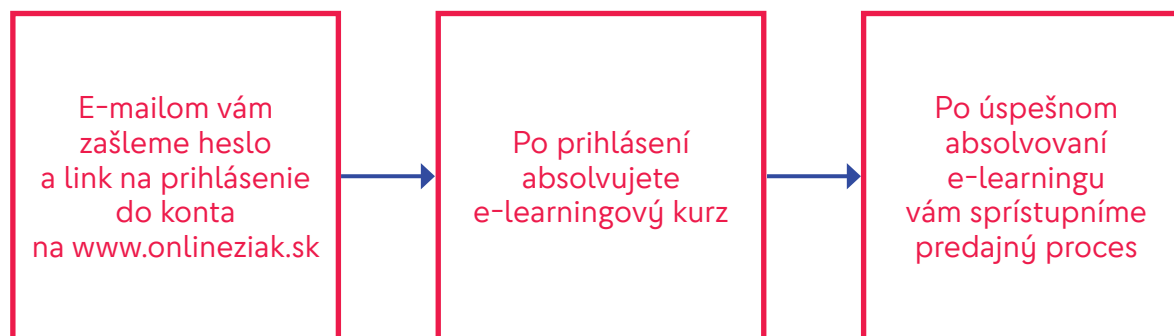 E-mailom vám
zašleme heslo
a link na prihlásenie
do konta
na www.onlineziak.sk
Po prihlásení
absolvujete
e-learningový kurz
Po úspešnom
absolvovaní
e-learningu
vám sprístupníme
predajný proces